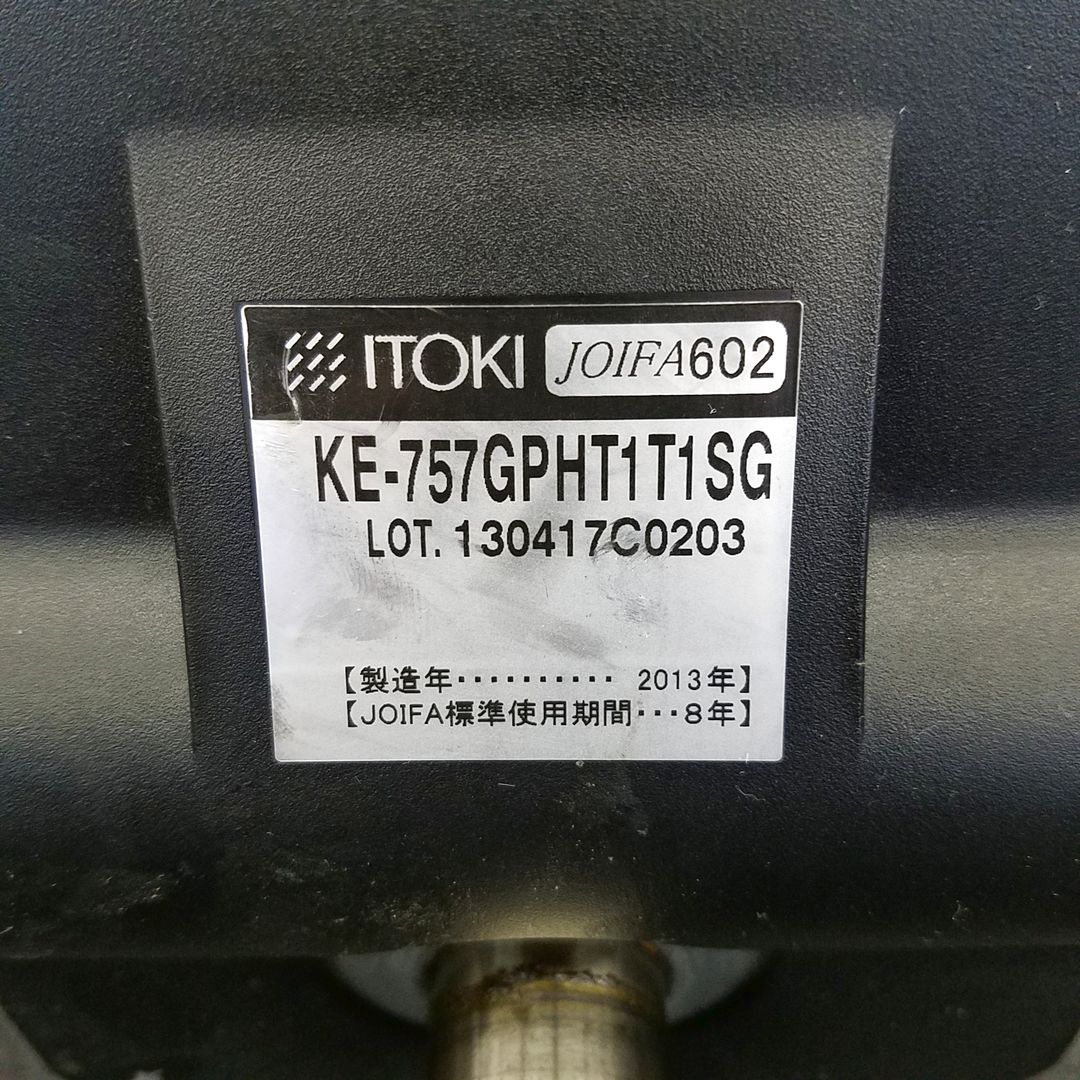 ITOKI JOIFA602
KE-757GPHT1T1SG
LOT. 130417C0203
【製造年・・・・・・・・・・ 2013年】
【JOIFA標準使用期間・・・8年】